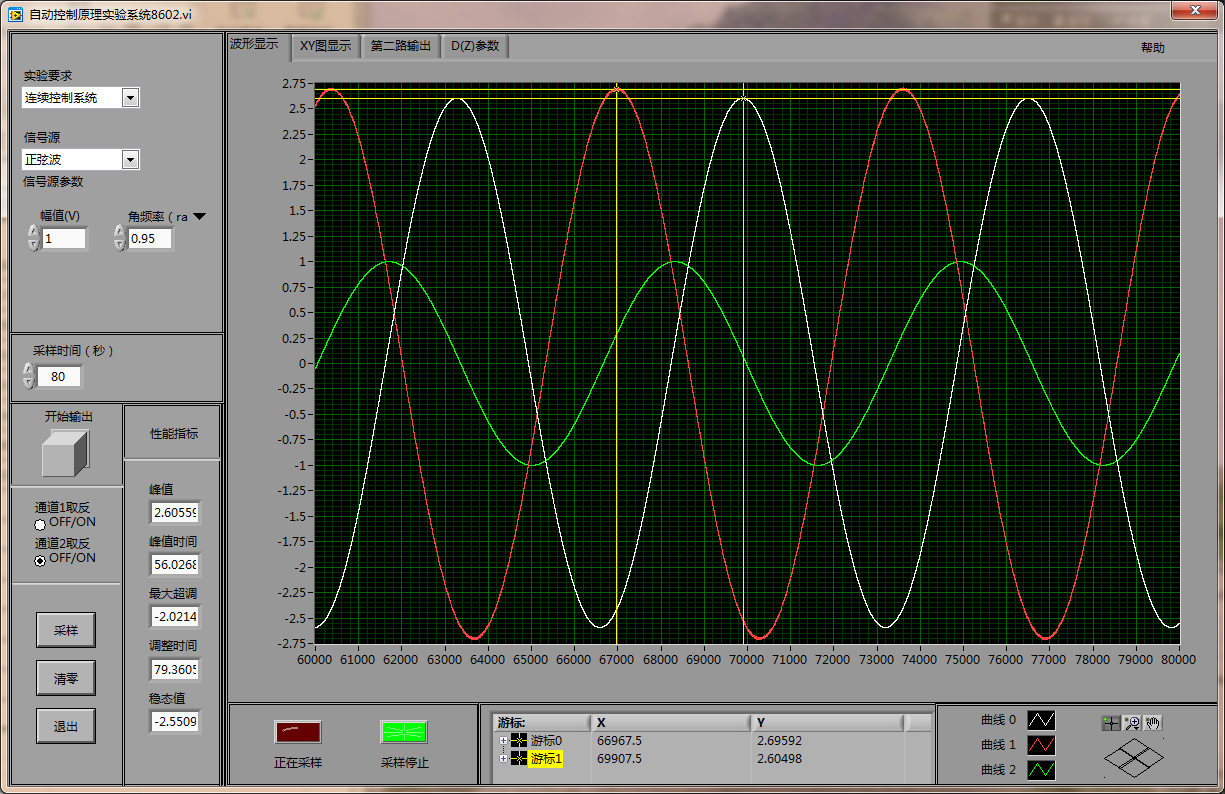 自动控制原理实验系统8602.vi
波形显示 XY图显示 第二路输出 D(Z)参数 帮助
实验要求
连续控制系统
信号源
正弦波
信号源参数
幅值(V) 角频率（ra
1 0.95
采样时间（秒）
80
开始输出
性能指标
通道1取反
OFF/ON
通道2取反
OFF/ON
峰值
2.60559
峰值时间
56.0268
最大超调
-2.0214
调整时间
79.3605
稳态值
-2.5509
采样
清零
退出
2.75
2.5
2.25
2
1.75
1.5
1.25
1
0.75
0.5
0.25
0
-0.25
-0.5
-0.75
-1
-1.25
-1.5
-1.75
-2
-2.25
-2.5
-2.75
60000 61000 62000 63000 64000 65000 66000 67000 68000 69000 70000 71000 72000 73000 74000 75000 76000 77000 78000 79000 80000
正在采样 采样停止
游标: X Y
游标0 66967.5 2.69592
游标1 69907.5 2.60498
曲线 0
曲线 1
曲线 2